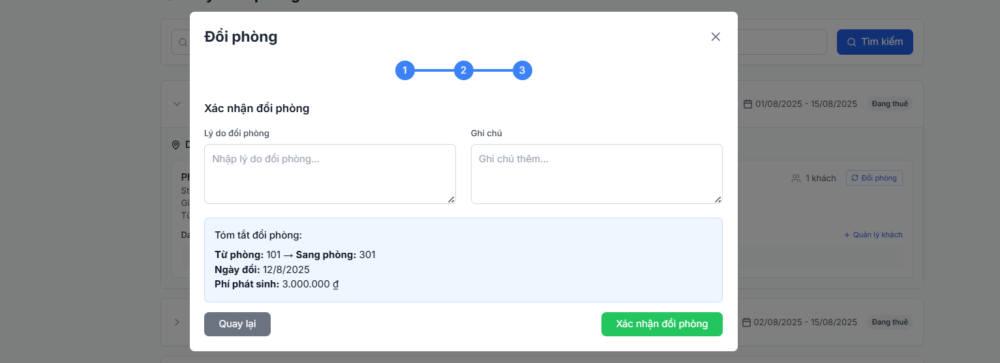 Đổi phòng
Tìm kiếm
1 2 3
Xác nhận đổi phòng
01/08/2025 - 15/08/2025 Đang thuê
Lý do đổi phòng Ghi chú
Nhập lý do đổi phòng... Ghi chú thêm...
1 khách Đổi phòng
Tóm tắt đổi phòng:
+ Quản lý khách
Từ phòng: 101 → Sang phòng: 301
Ngày đổi: 12/8/2025
Phí phát sinh: 3.000.000 ₫
Quay lại Xác nhận đổi phòng
02/08/2025 - 15/08/2025 Đang thuê